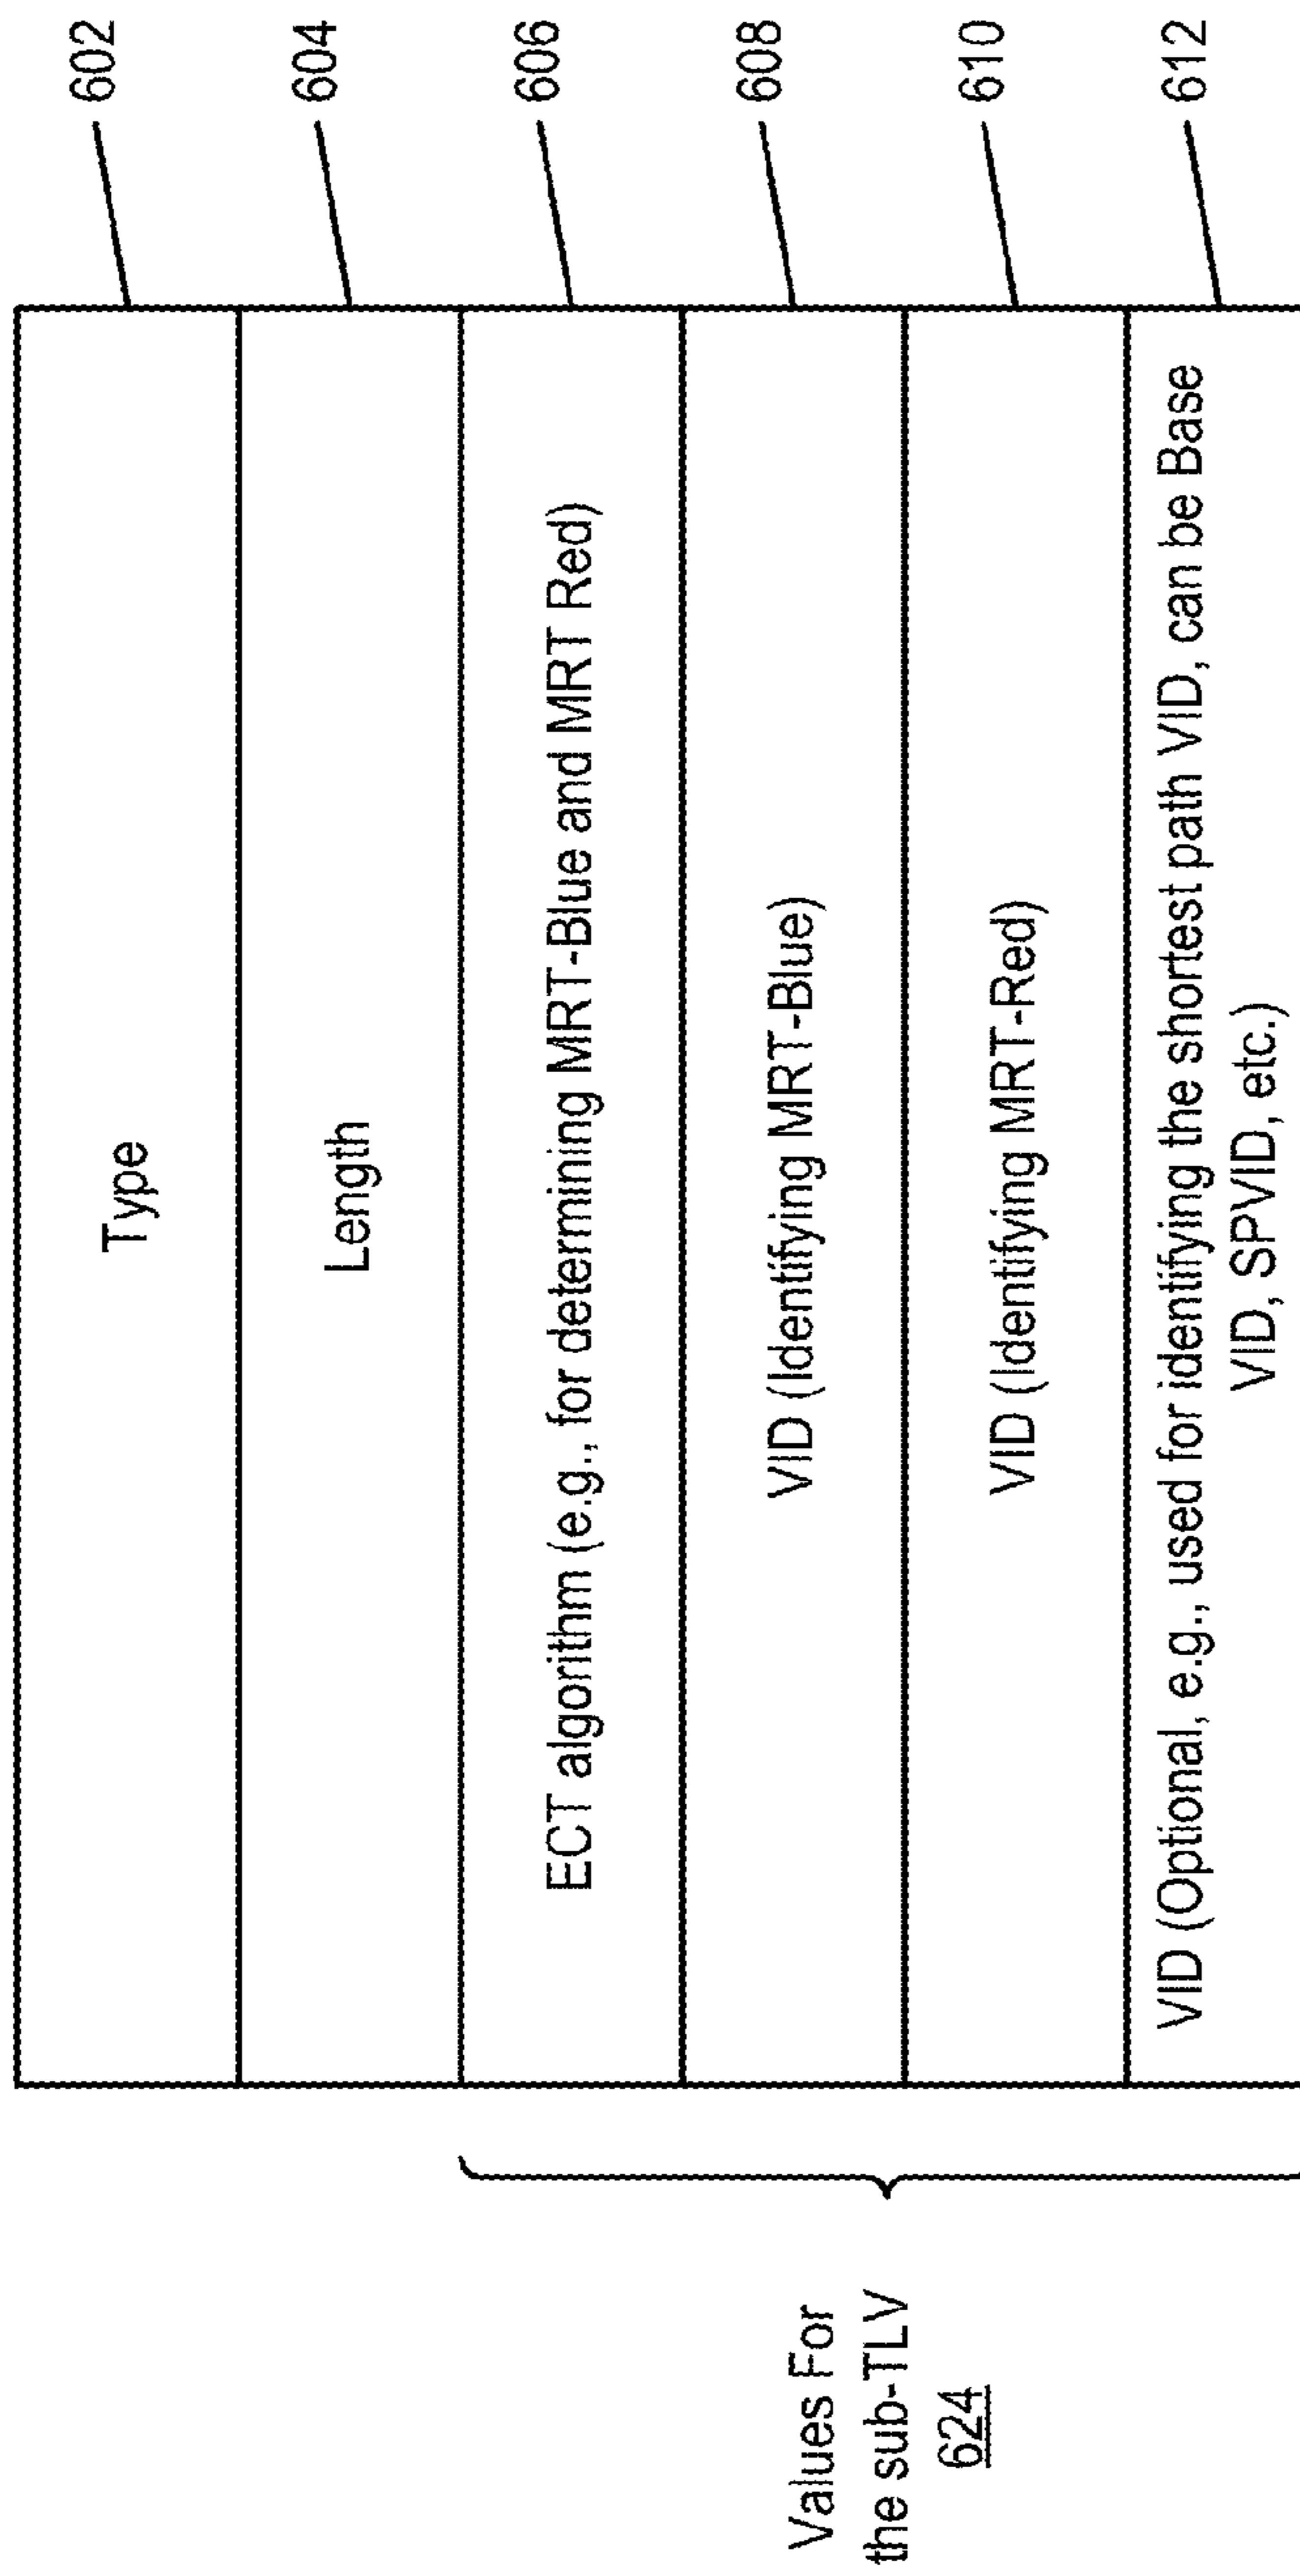 Type
602
Length
604
ECT algorithm (e.g., for determining MRT-Blue and MRT Red)
606
VID (Identifying MRT-Blue)
608
VID (Identifying MRT-Red)
610
VID (Optional, e.g., used for identifying the shortest path VID, can be Base
VID, SPVID, etc.)
612
Values For
the sub-TLV
624